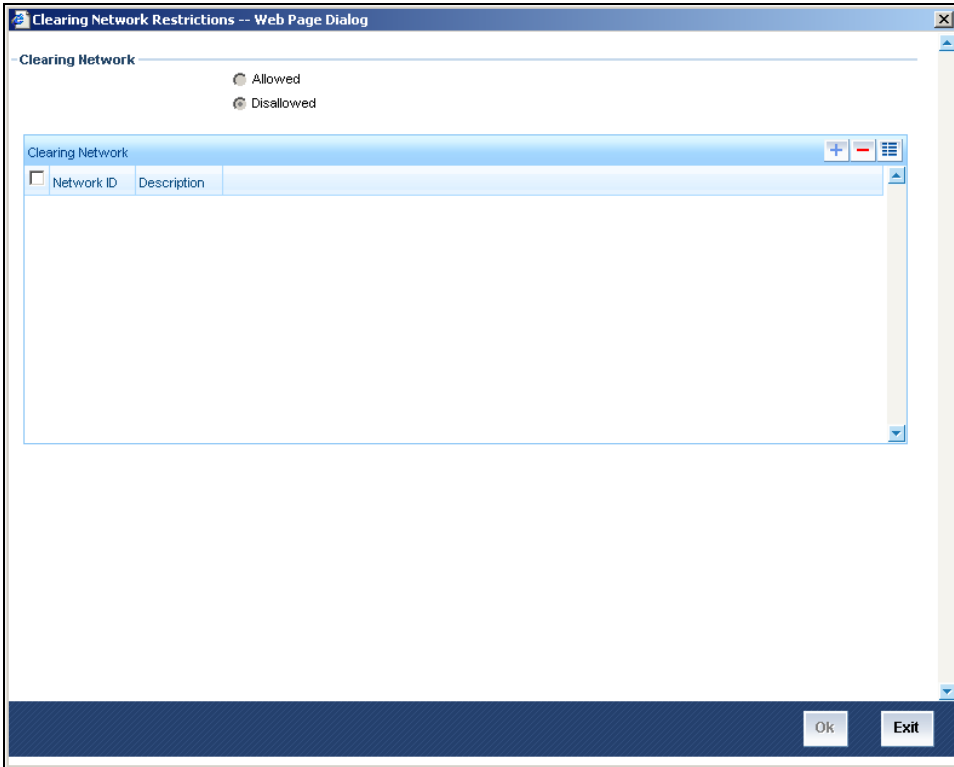 Clearing Network Restrictions -- Web Page Dialog
Clearing Network
Allowed
Disallowed
Clearing Network
Network ID Description
Ok Exit